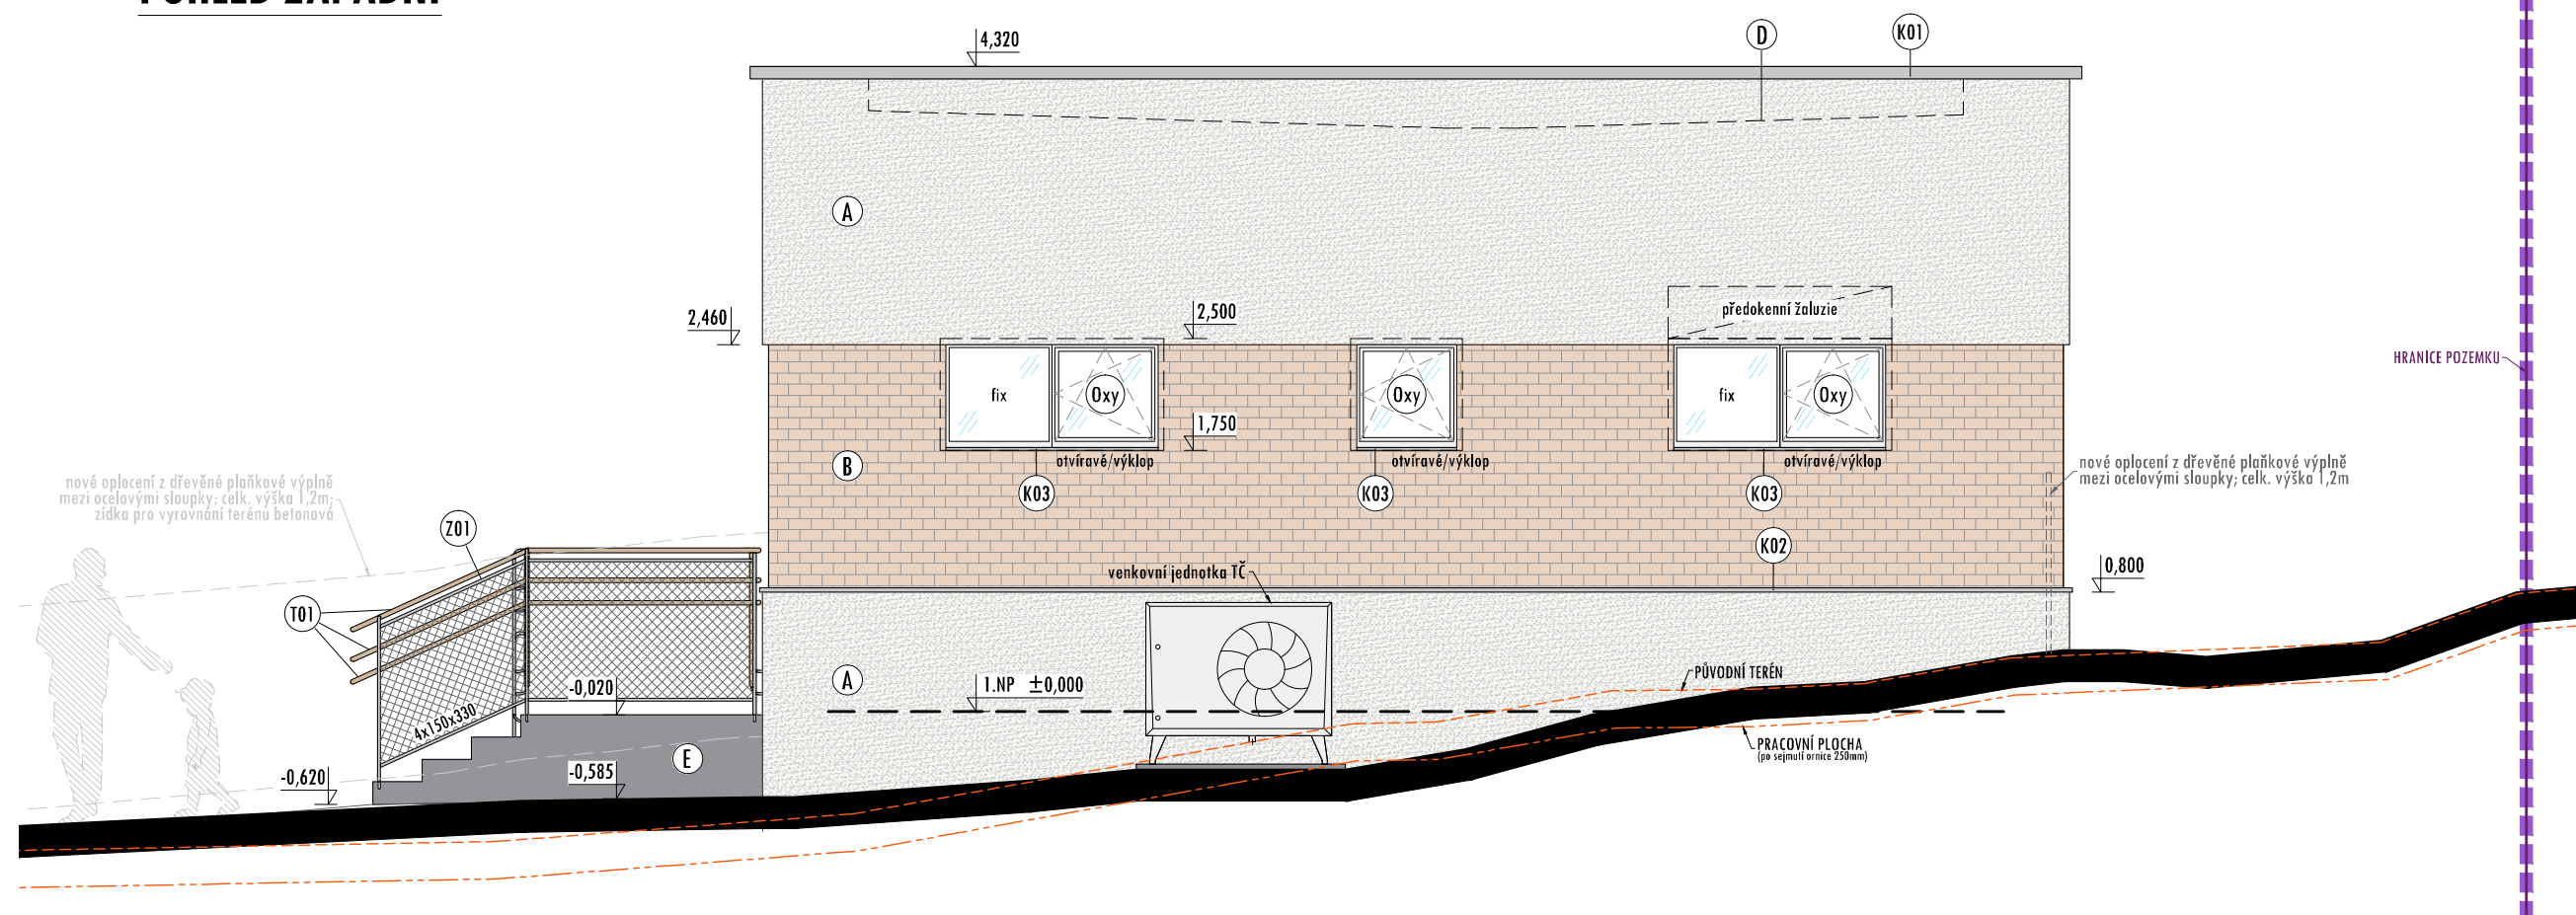 POHLED ZÁPADNÍ
4,320
D
K01
A
2,460
2,500
předokenní žaluzie
HRANICE POZEMKU
fix
Oxy
Oxy
fix
Oxy
1,750
B
otvíravé/výklop
otvíravé/výklop
otvíravé/výklop
K03
K03
K03
nové oplocení z dřevěné plaňkové výplně
mezi ocelovými sloupky; celk. výška 1,2m
nové oplocení z dřevěné plaňkové výplně
mezi ocelovými sloupky; celk. výška 1,2m;
zídka pro vyrovnání terénu betonová
Z01
K02
venkovní jednotka TČ
0,800
T01
A
1.NP ±0,000
PŮVODNÍ TERÉN
-0,020
4x150x330
E
PRACOVNÍ PLOCHA
(po sejmutí ornice 250mm)
-0,620
-0,585